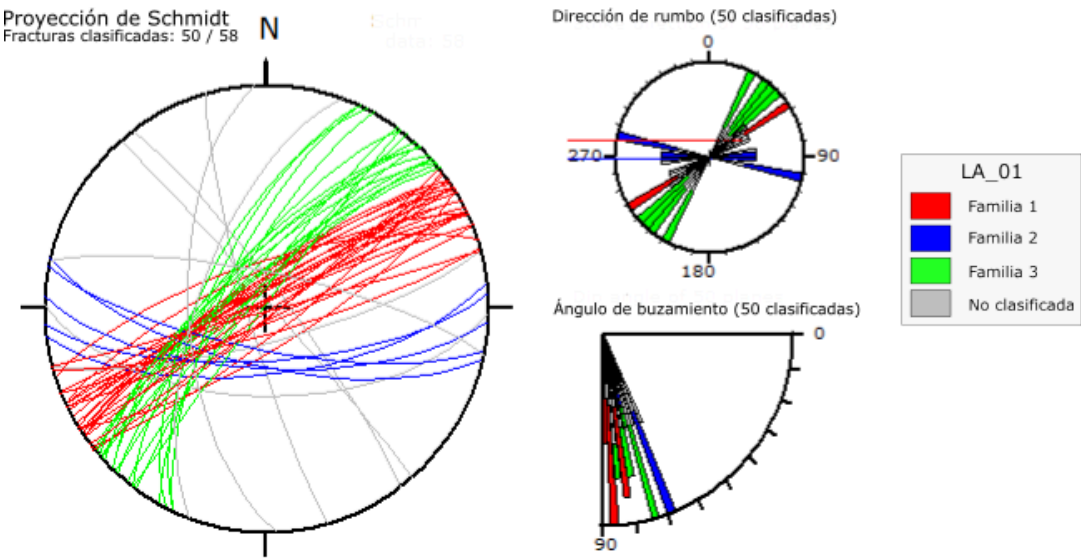 Proyección de Schmidt
Fracturas clasificadas: 50 / 58
N
Dirección de rumbo (50 clasificadas)
0
270
90
180
Ángulo de buzamiento (50 clasificadas)
0
90
LA_01
Familia 1
Familia 2
Familia 3
No clasificada